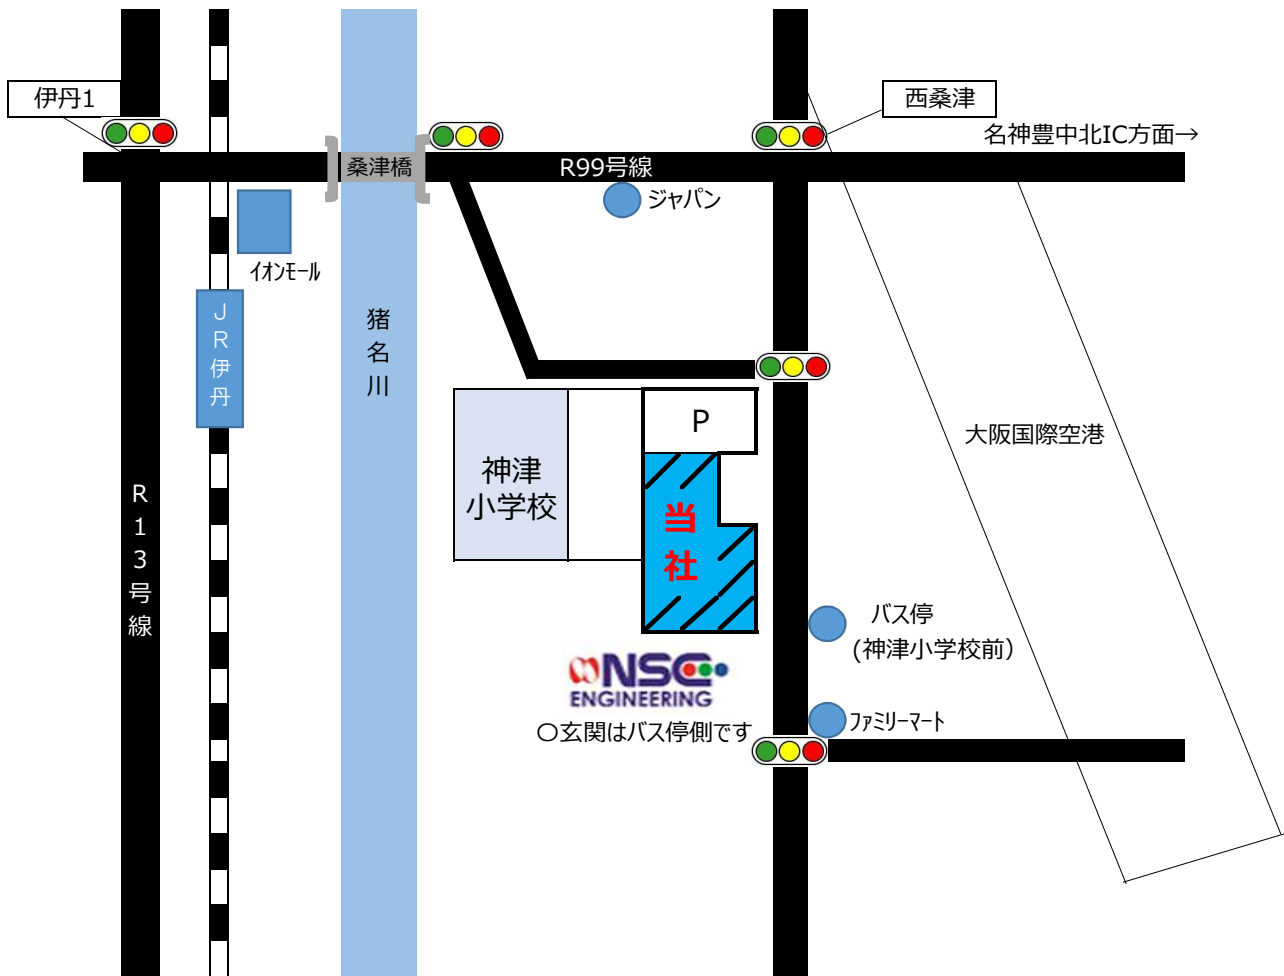 伊丹1
西桑津
名神豊中北IC方面→
桑津橋
R99号線
ジャパン
イオンモール
JR伊丹
猪名川
P
大阪国際空港
神津
小学校
R13号線
当社
バス停
(神津小学校前)
NSC
ENGINEERING
〇玄関はバス停側です
ファミリーマート